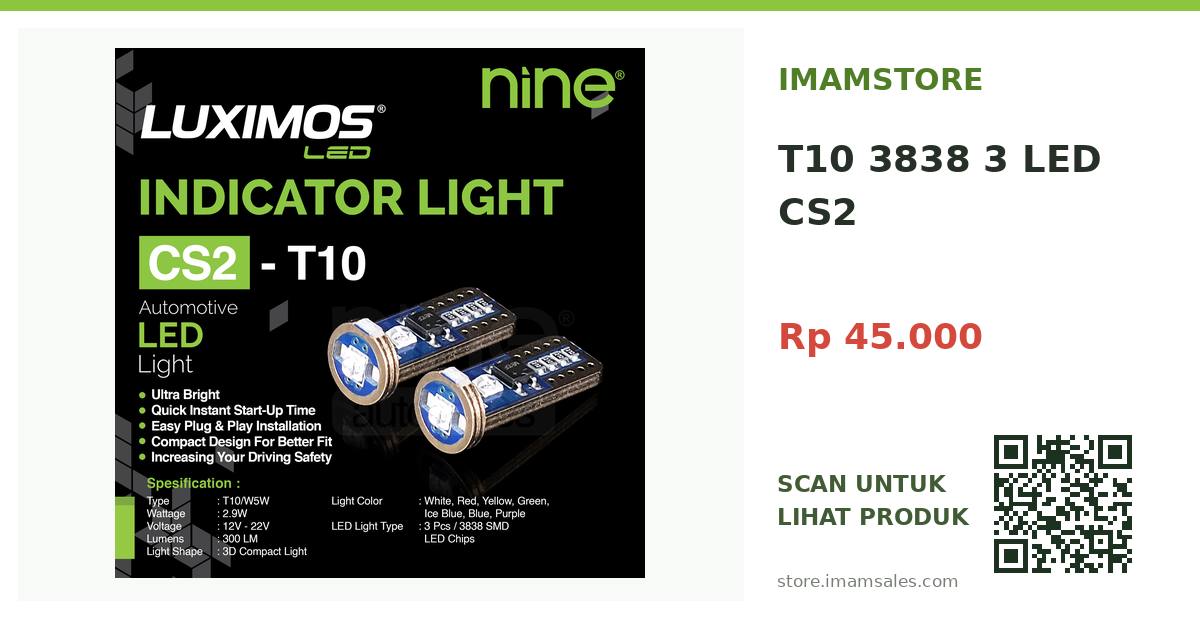 nine®
LUXIMOS®
LED
INDICATOR LIGHT
CS2 - T10
Automotive
LED
Light
Ultra Bright
Quick Instant Start-Up Time
Easy Plug & Play Installation
Compact Design For Better Fit
Increasing Your Driving Safety
Spesification :
Type : T10/W5W
Wattage : 2.9W
Voltage : 12V - 22V
Lumens : 300 LM
Light Shape : 3D Compact Light
Light Color : White, Red, Yellow, Green,
Ice Blue, Blue, Purple
LED Light Type : 3 Pcs / 3838 SMD
LED Chips
IMAMSTORE
T10 3838 3 LED
CS2
Rp 45.000
SCAN UNTUK
LIHAT PRODUK
store.imamsales.com